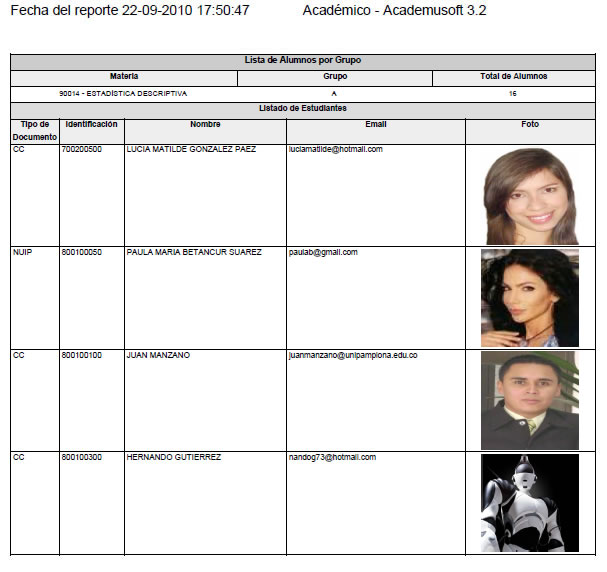 Fecha del reporte 22-09-2010 17:50:47 Académico - Academusoft 3.2
Lista de Alumnos por Grupo
Materia Grupo Total de Alumnos
90014 - ESTADÍSTICA DESCRIPTIVA A 16
Listado de Estudiantes
Tipo de Documento Identificación Nombre Email Foto
CC 700200500 LUCIA MATILDE GONZALEZ PAEZ luciamatilde@hotmail.com
NUIP 800100050 PAULA MARIA BETANCUR SUAREZ paulab@gmail.com
CC 800100100 JUAN MANZANO juanmanzano@unipamplona.edu.co
CC 800100300 HERNANDO GUTIERREZ nandog73@hotmail.com